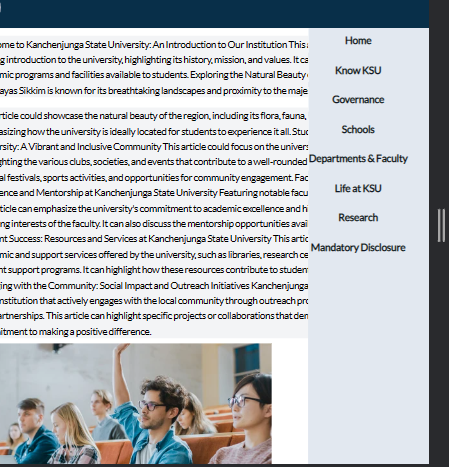 ome to Kanchenjunga State University: An Introduction to Our Institution This
g introduction to the university, highlighting its history, mission, and values. It ca
mic programs and facilities available to students. Exploring the Natural Beauty
ayas Sikkim is known for its breathtaking landscapes and proximity to the maje
rticle could showcase the natural beauty of the region, including its flora, fauna,
asizing how the university is ideally located for students to experience it all. Stud
rsity: A Vibrant and Inclusive Community This article could focus on the univers
ghting the various clubs, societies, and events that contribute to a well-rounded
al festivals, sports activities, and opportunities for community engagement. Fac
ence and Mentorship at Kanchenjunga State University Featuring notable facu
ticle can emphasize the university's commitment to academic excellence and h
ing interests of the faculty. It can also discuss the mentorship opportunities avai
nt Success: Resources and Services at Kanchenjunga State University This artic
mic and support services offered by the university, such as libraries, research ce
nt support programs. It can highlight how these resources contribute to student
ing with the Community: Social Impact and Outreach Initiatives Kanchenjunga
nstitution that actively engages with the local community through outreach pro
artnerships. This article can highlight specific projects or collaborations that den
itment to making a positive difference.
Home
Know KSU
Governance
Schools
Departments & Faculty
Life at KSU
Research
Mandatory Disclosure